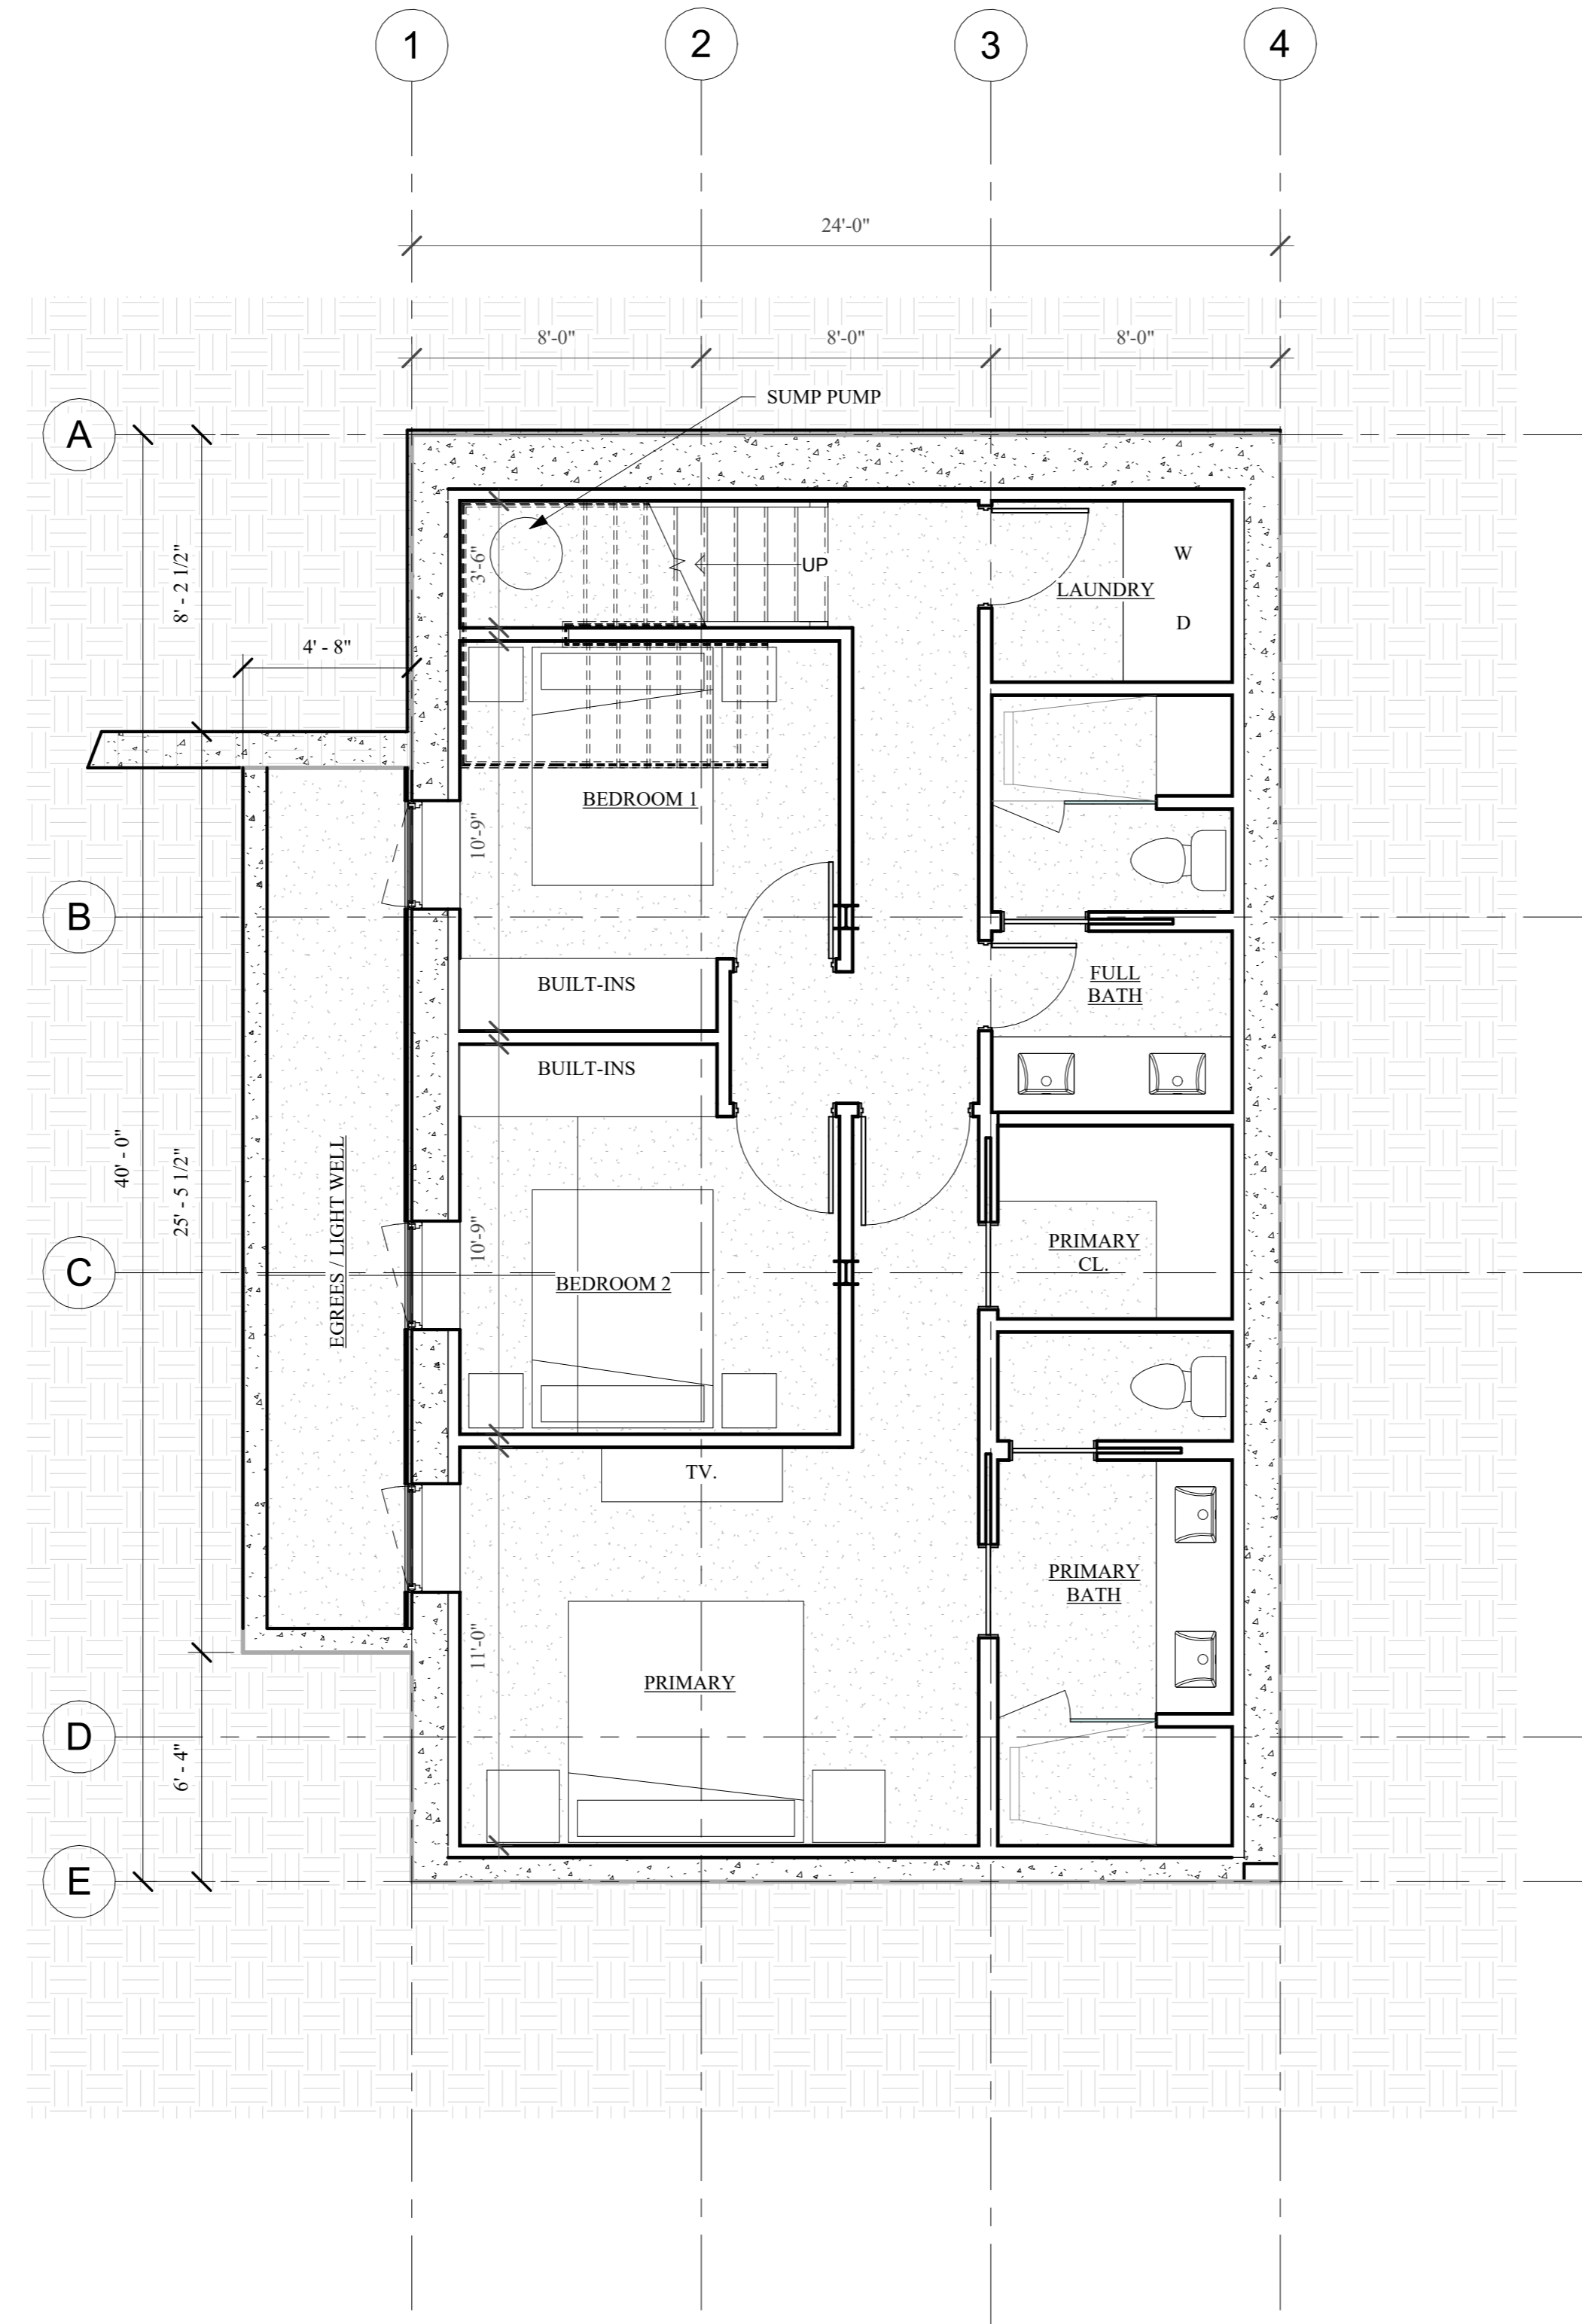 1
2
3
4
24'-0"
8'-0"
8'-0"
8'-0"
SUMP PUMP
A
8' - 2 1/2"
3'-6"
UP
W
LAUNDRY
D
4' - 8"
BEDROOM 1
10'-9"
B
FULL
BATH
BUILT-INS
BUILT-INS
40' - 0"
25' - 5 1/2"
EGREES / LIGHT WELL
10'-9"
C
BEDROOM 2
PRIMARY
CL.
TV.
PRIMARY
BATH
11'-0"
PRIMARY
D
6' - 4"
E